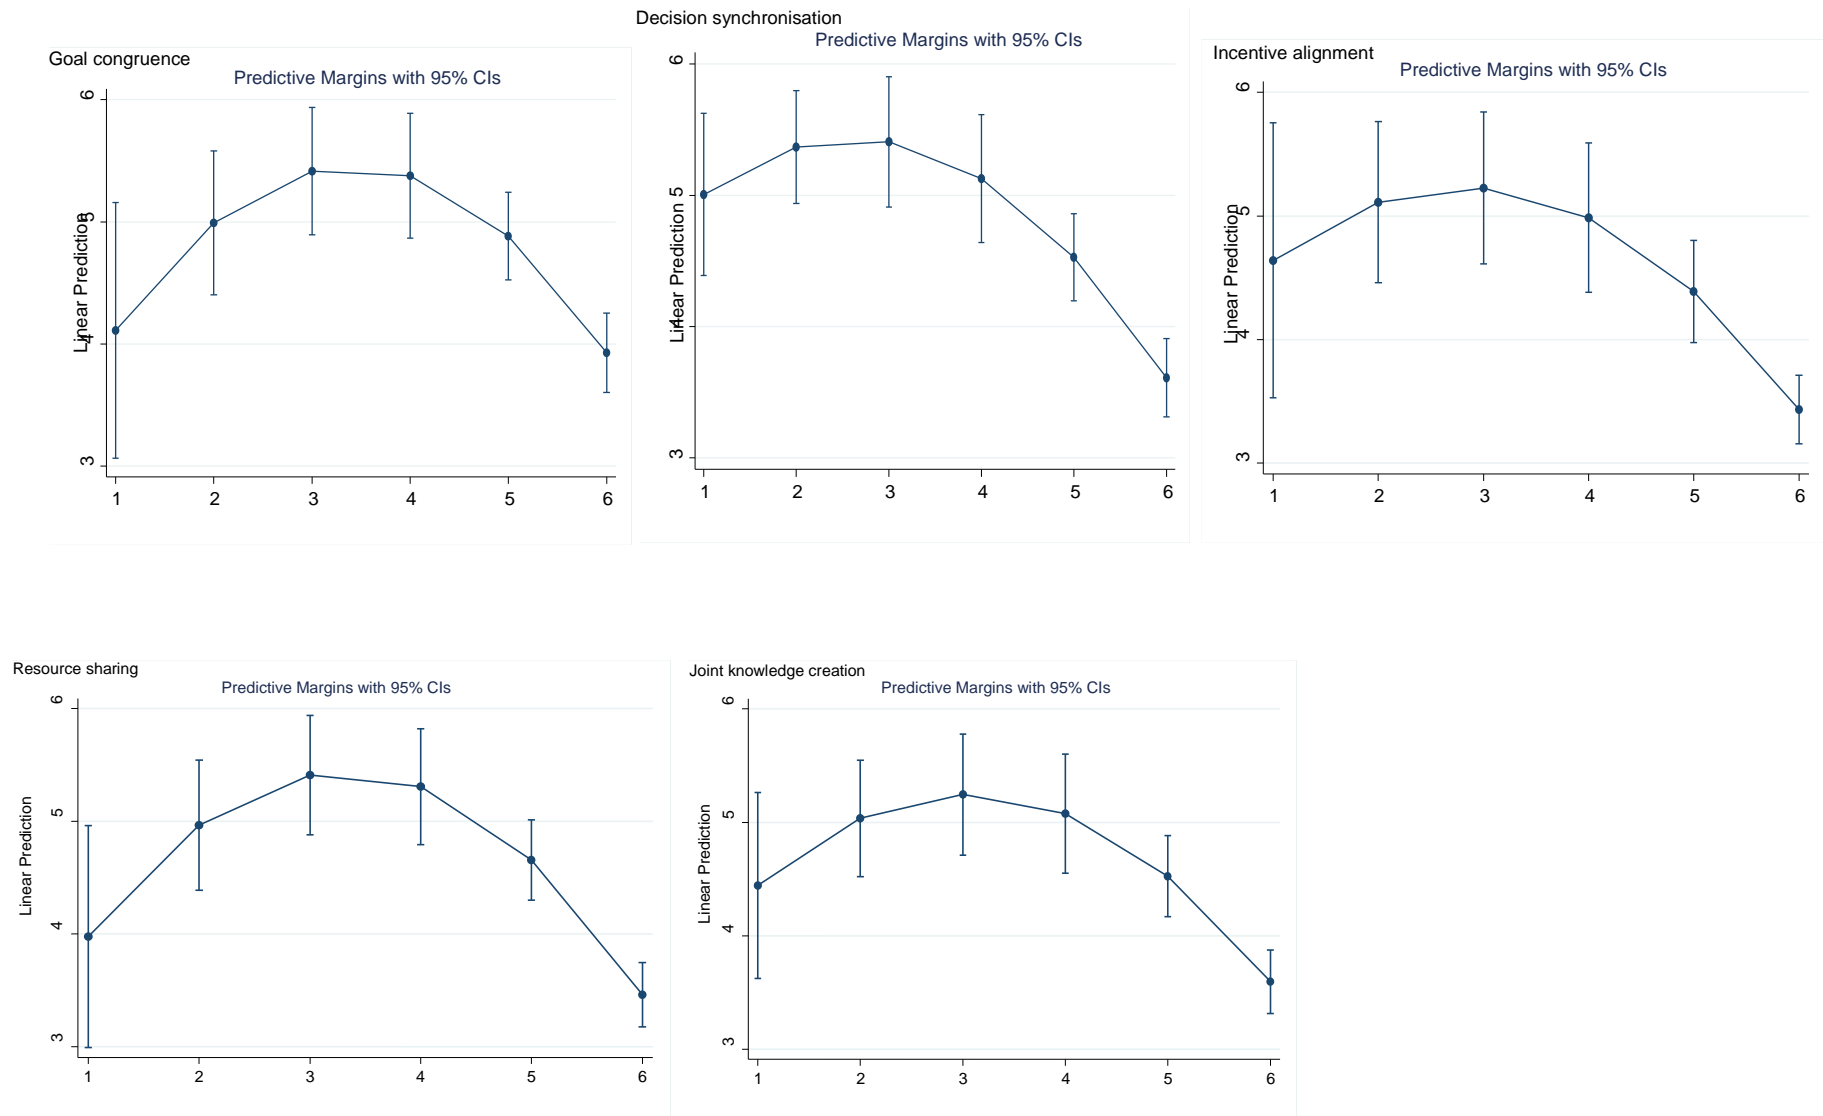 Goal congruence
Predictive Margins with 95% CIs
Linear Prediction
6
5
4
3
1 2 3 4 5 6
Decision synchronisation
Predictive Margins with 95% CIs
Linear Prediction
6
5
4
3
1 2 3 4 5 6
Incentive alignment
Predictive Margins with 95% CIs
Linear Prediction
6
5
4
3
1 2 3 4 5 6
Resource sharing
Predictive Margins with 95% CIs
Linear Prediction
6
5
4
3
1 2 3 4 5 6
Joint knowledge creation
Predictive Margins with 95% CIs
Linear Prediction
6
5
4
3
1 2 3 4 5 6